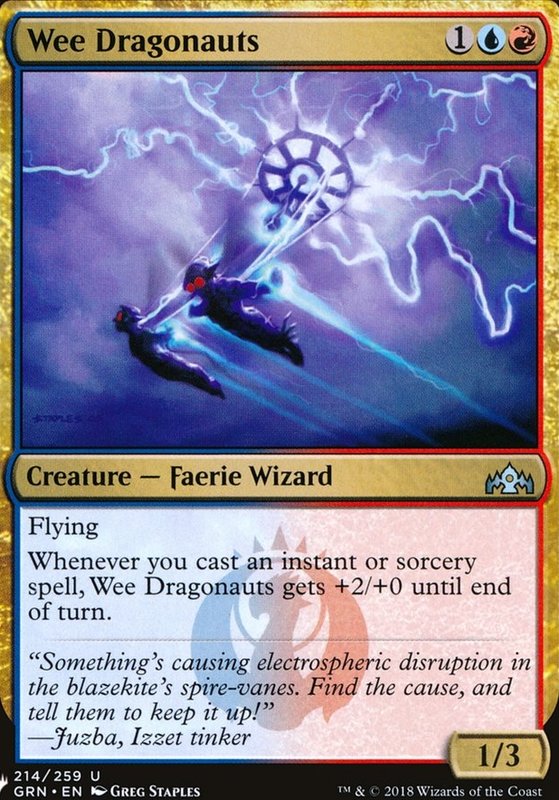 Wee Dragonauts 1
STAPLES
Creature — Faerie Wizard
Flying
Whenever you cast an instant or sorcery
spell, Wee Dragonauts gets +2/+0 until end
of turn.
“Something’s causing electrospheric disruption in
the blazekite’s spire-vanes. Find the cause, and
tell them to keep it up!”
—Juzba, Izzet tinker
1/3
214/259 U
GRN • EN Greg Staples
™ & © 2018 Wizards of the Coast